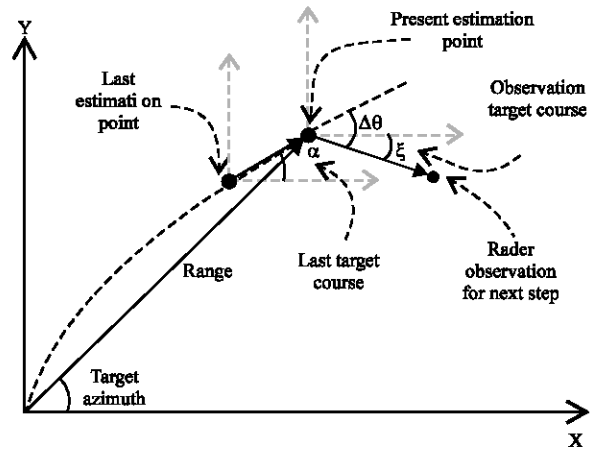 Y
Present estimation
point
Last
estimati on
point
Observation
target course
Δθ
α
ξ
Range
Last target
course
Rader
observation
for next step
Target
azimuth
X